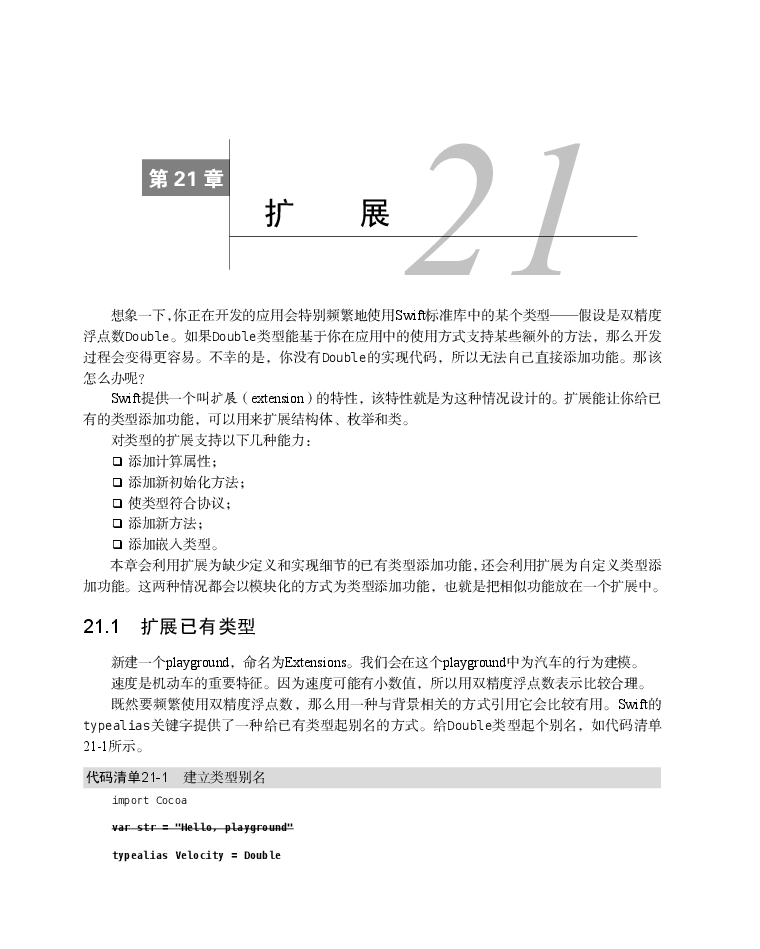 第 21 章
扩　　展
21
想象一下,你正在开发的应用会特别频繁地使用Swift标准库中的某个类型——假设是双精度
浮点数Double。如果Double类型能基于你在应用中的使用方式支持某些额外的方法，那么开发
过程会变得更容易。不幸的是，你没有Double的实现代码，所以无法自己直接添加功能。那该
怎么办呢?
Swift提供一个叫扩展（extension）的特性，该特性就是为这种情况设计的。扩展能让你给已
有的类型添加功能，可以用来扩展结构体、枚举和类。
对类型的扩展支持以下几种能力：
❑ 添加计算属性；
❑ 添加新初始化方法；
❑ 使类型符合协议；
❑ 添加新方法；
❑ 添加嵌入类型。
本章会利用扩展为缺少定义和实现细节的已有类型添加功能,还会利用扩展为自定义类型添
加功能。这两种情况都会以模块化的方式为类型添加功能，也就是把相似功能放在一个扩展中。
21.1　扩展已有类型
新建一个playground，命名为Extensions。我们会在这个playground中为汽车的行为建模。
速度是机动车的重要特征。因为速度可能有小数值，所以用双精度浮点数表示比较合理。
既然要频繁使用双精度浮点数，那么用一种与背景相关的方式引用它会比较有用。Swift的
typealias关键字提供了一种给已有类型起别名的方式。给Double类型起个别名，如代码清单
21-1所示。
代码清单21-1　建立类型别名
import Cocoa
var str = "Hello, playground"
typealias Velocity = Double